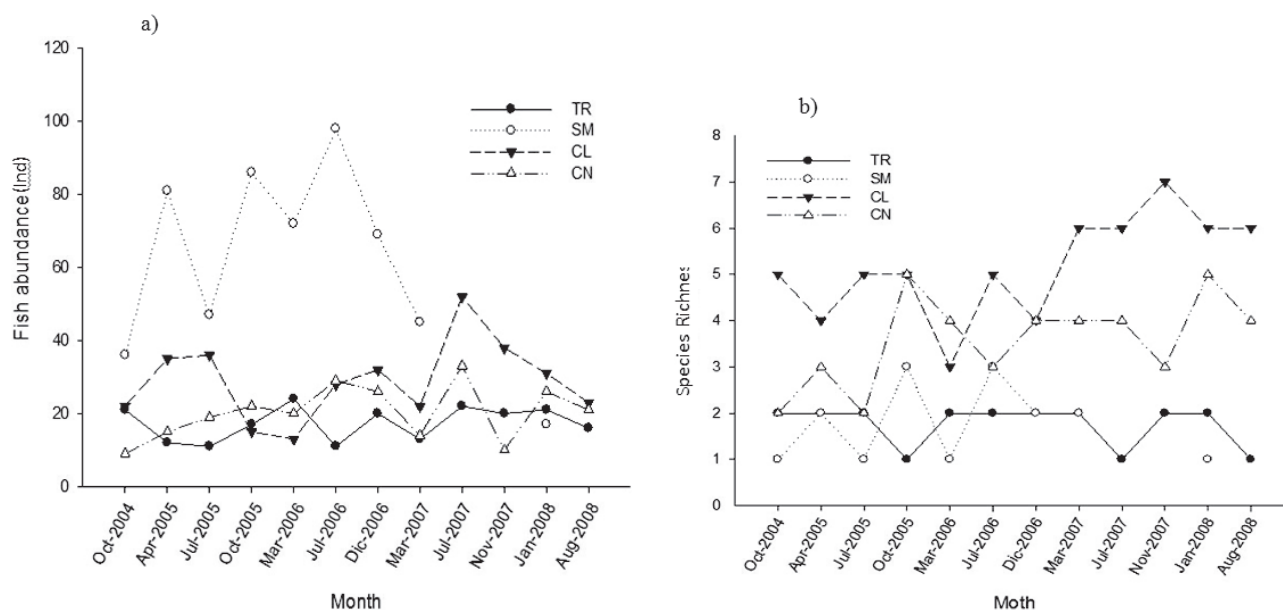 a)
120
100
80
60
40
20
0
Fish abundance(Ind)
TR
SM
CL
CN
Oct-2004
Apr-2005
Jul-2005
Oct-2005
Mar-2006
Jul-2006
Dic-2006
Mar-2007
Jul-2007
Nov-2007
Jan-2008
Aug-2008
Month
b)
8
7
6
5
4
3
2
1
0
Species Richnes
TR
SM
CL
CN
Oct-2004
Apr-2005
Jul-2005
Oct-2005
Mar-2006
Jul-2006
Dic-2006
Mar-2007
Jul-2007
Nov-2007
Jan-2008
Aug-2008
Moth